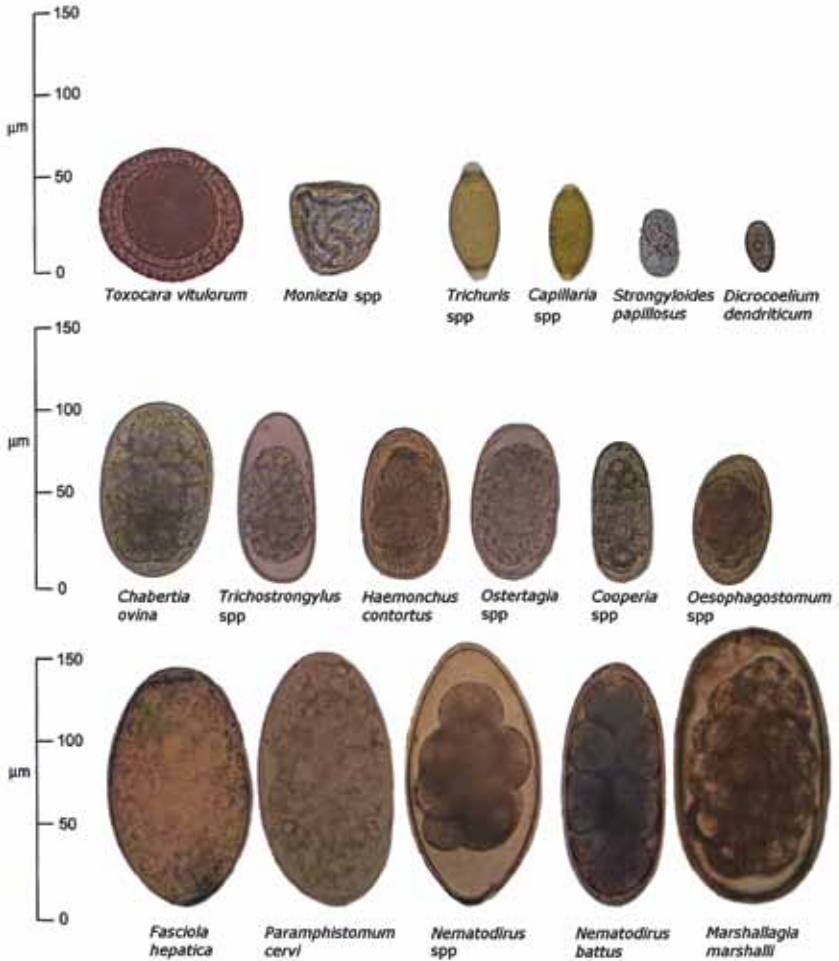 150
100
μm
50
0
Toxocara vitulorum
Moniezia spp
Trichuris
spp
Capillaria
spp
Strongyloides
papillosus
Dicrocoelium
dendriticum
150
100
μm
50
0
Chabertia
ovina
Trichostrongylus
spp
Haemonchus
contortus
Ostertagia
spp
Cooperia
spp
Oesophagostomum
spp
150
100
μm
50
0
Fasciola
hepatica
Paramphistomum
cervi
Nematodirus
spp
Nematodirus
battus
Marshallagia
marshalli